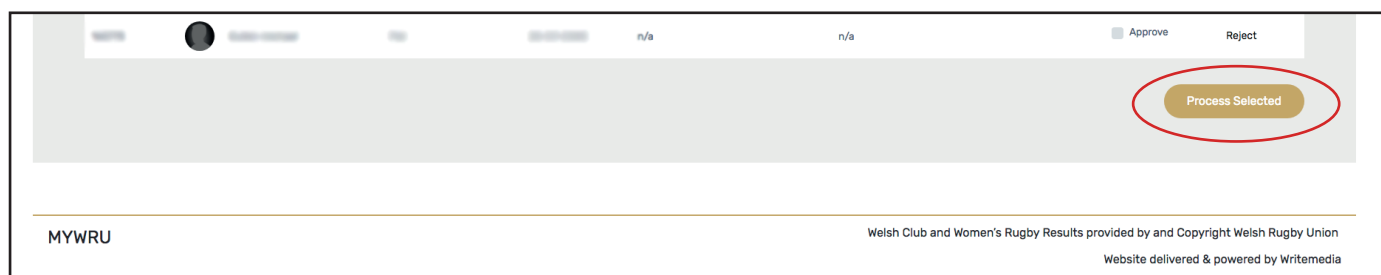 n/a n/a Approve Reject
Process Selected
MYWRU Welsh Club and Women's Rugby Results provided by and Copyright Welsh Rugby Union
Website delivered & powered by Writemedia